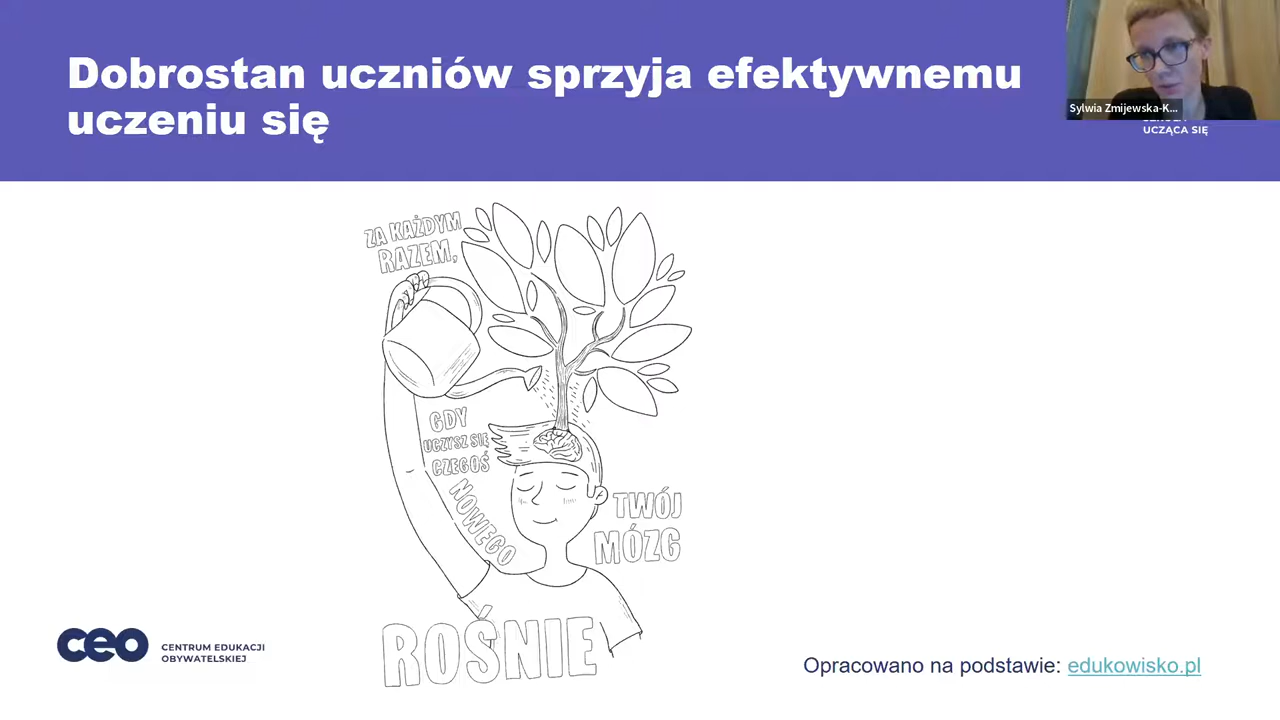 Dobrostan uczniów sprzyja efektywnemu
uczeniu się
Sylwia Zmijewska-K...
UCZĄCA SIĘ
ZA KAŻDYM
RAZEM,
GDY
UCZYSZ SIĘ
CZEGOŚ
NOWEGO
TWÓJ
MÓZG
ROŚNIE
ceo
CENTRUM EDUKACJI
OBYWATELSKIEJ
Opracowano na podstawie: edukowisko.pl